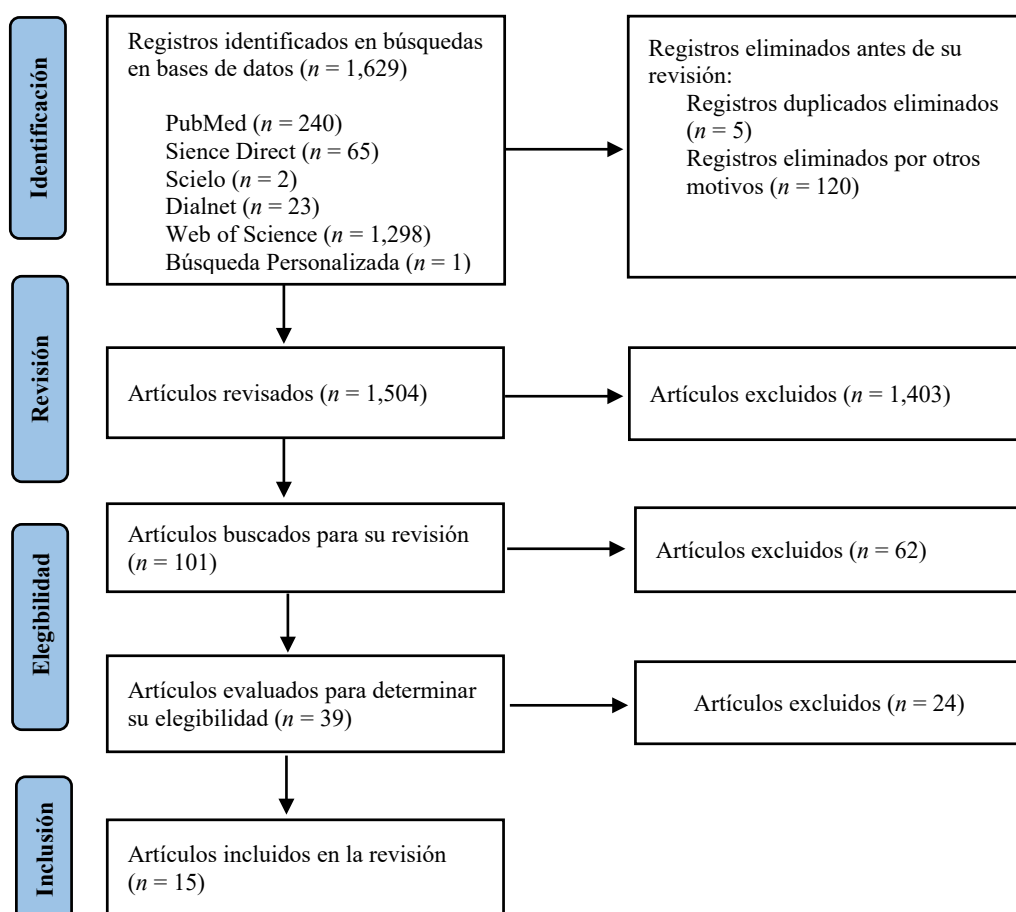 Identificación
Registros identificados en búsquedas
en bases de datos (n = 1,629)
PubMed (n = 240)
Sience Direct (n = 65)
Scielo (n = 2)
Dialnet (n = 23)
Web of Science (n = 1,298)
Búsqueda Personalizada (n = 1)
Registros eliminados antes de su
revisión:
Registros duplicados eliminados
(n = 5)
Registros eliminados por otros
motivos (n = 120)
Revisión
Artículos revisados (n = 1,504)
Artículos excluidos (n = 1,403)
Elegibilidad
Artículos buscados para su revisión
(n = 101)
Artículos excluidos (n = 62)
Artículos evaluados para determinar
su elegibilidad (n = 39)
Artículos excluidos (n = 24)
Inclusión
Artículos incluidos en la revisión
(n = 15)